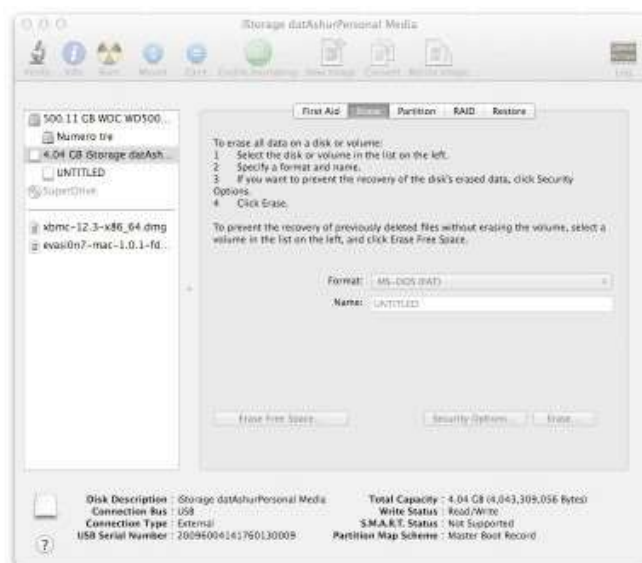 iStorage datAshurPersonal Media
Verify Info Burn Mount Eject Enable Journaling New Image Convert Resize Image Log
500.11 GB WDC WD500...
Numero tre
4.04 GB iStorage datAsh...
UNTITLED
SuperDrive
xbmc-12.3-x86_64.dmg
evasi0n7-mac-1.0.1-fd...
First Aid Erase Partition RAID Restore
To erase all data on a disk or volume:
1 Select the disk or volume in the list on the left.
2 Specify a format and name.
3 If you want to prevent the recovery of the disk's erased data, click Security
Options.
4 Click Erase.
To prevent the recovery of previously deleted files without erasing the volume, select a
volume in the list on the left, and click Erase Free Space.
Format: MS-DOS (FAT)
Name: UNTITLED
Erase Free Space... Security Options... Erase...
Disk Description : iStorage datAshurPersonal Media
Connection Bus : USB
Connection Type : External
USB Serial Number : 20096004141760130009
Total Capacity : 4.04 GB (4,043,309,056 Bytes)
Write Status : Read/Write
S.M.A.R.T. Status : Not Supported
Partition Map Scheme : Master Boot Record
?